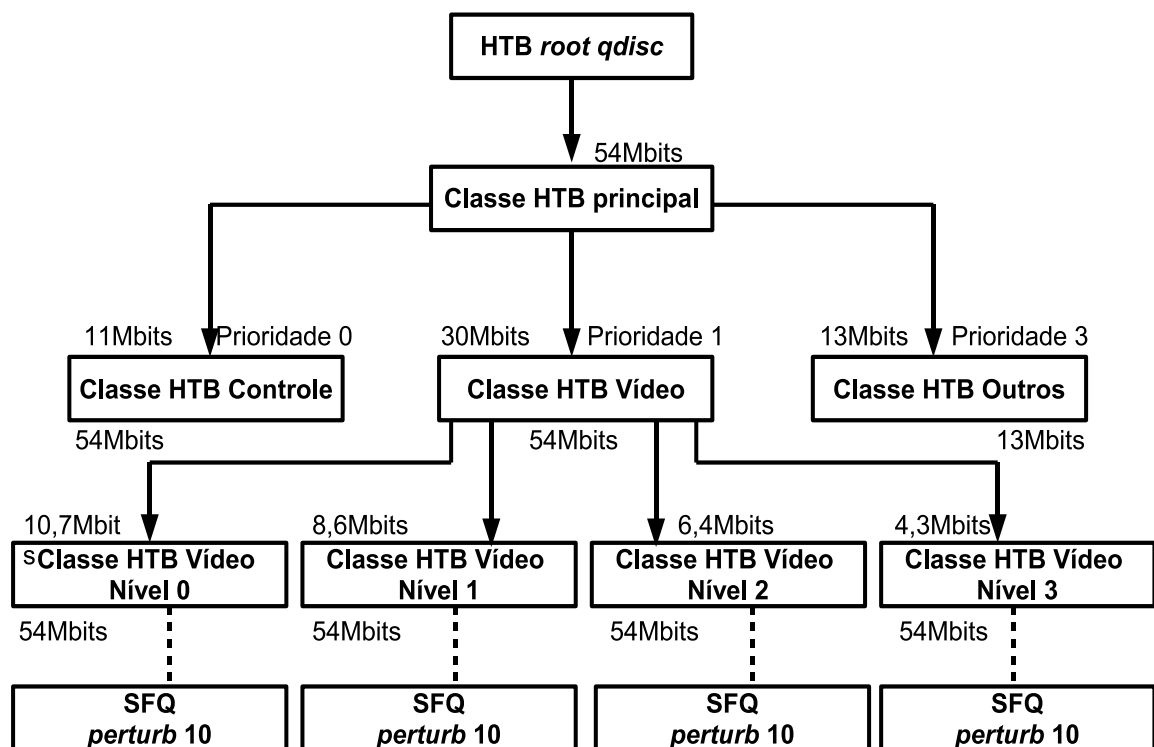 HTB root qdisc
54Mbits
Classe HTB principal
11Mbits Prioridade 0
30Mbits Prioridade 1
13Mbits Prioridade 3
Classe HTB Controle
Classe HTB Vídeo
Classe HTB Outros
54Mbits
54Mbits
13Mbits
10,7Mbit
s
8,6Mbits
6,4Mbits
4,3Mbits
Classe HTB Vídeo
Nível 0
Classe HTB Vídeo
Nível 1
Classe HTB Vídeo
Nível 2
Classe HTB Vídeo
Nível 3
54Mbits
54Mbits
54Mbits
54Mbits
SFQ
perturb 10
SFQ
perturb 10
SFQ
perturb 10
SFQ
perturb 10